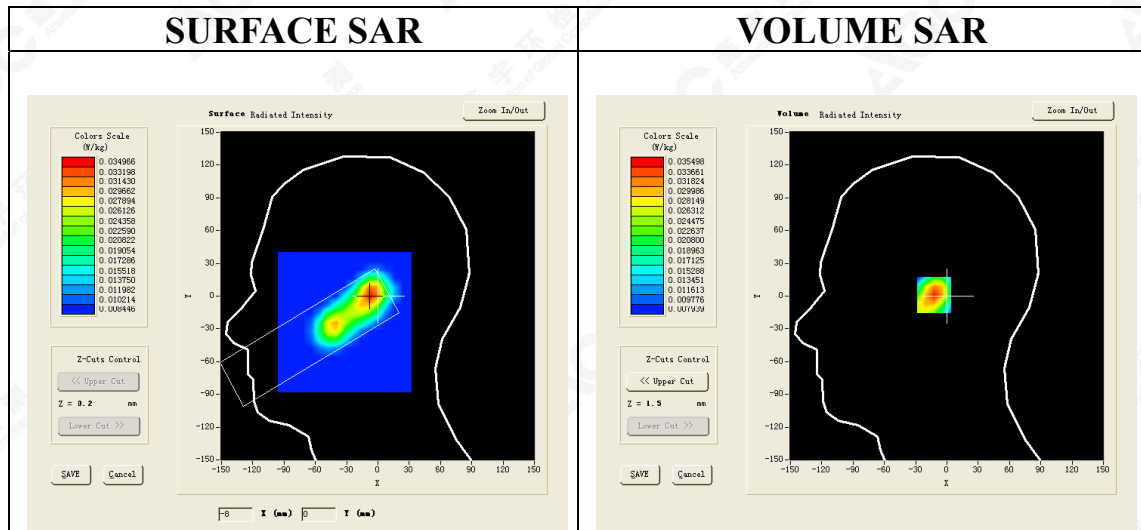 SURFACE SAR
VOLUME SAR
Surface Radiated Intensity
Zoom In/Out
Colors Scale
(W/kg)
0.034966
0.033198
0.031430
0.029662
0.027894
0.026126
0.024358
0.022590
0.020822
0.019054
0.017286
0.015518
0.013750
0.011982
0.010214
0.008446
150
120
90
60
30
0
-30
-60
-90
-120
-150
Y
-150 -120 -90 -60 -30 0 30 60 90 120 150
X
Z-Cuts Control
<< Upper Cut
Z = 0.2 mm
Lower Cut >>
SAVE Cancel
-8 X (mm) 0 Y (mm)
Volume Radiated Intensity
Zoom In/Out
Colors Scale
(W/kg)
0.035498
0.033661
0.031824
0.029986
0.028149
0.026312
0.024475
0.022637
0.020800
0.018963
0.017125
0.015288
0.013451
0.011613
0.009776
0.007939
150
120
90
60
30
0
-30
-60
-90
-120
-150
Y
-150 -120 -90 -60 -30 0 30 60 90 120 150
X
Z-Cuts Control
<< Upper Cut
Z = 1.5 mm
Lower Cut >>
SAVE Cancel